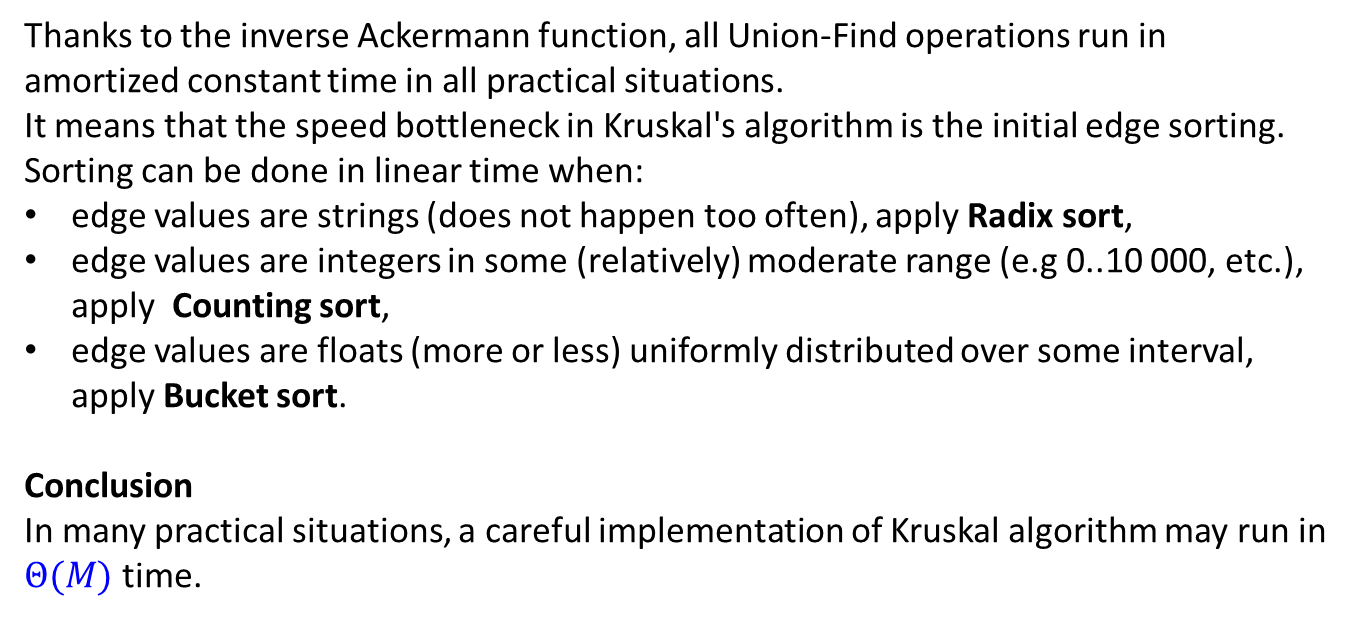 Thanks to the inverse Ackermann function, all Union-Find operations run in
amortized constant time in all practical situations.
It means that the speed bottleneck in Kruskal's algorithm is the initial edge sorting.
Sorting can be done in linear time when:
• edge values are strings (does not happen too often), apply Radix sort,
• edge values are integers in some (relatively) moderate range (e.g 0..10 000, etc.),
apply Counting sort,
• edge values are floats (more or less) uniformly distributed over some interval,
apply Bucket sort.
Conclusion
In many practical situations, a careful implementation of Kruskal algorithm may run in
Θ(M) time.